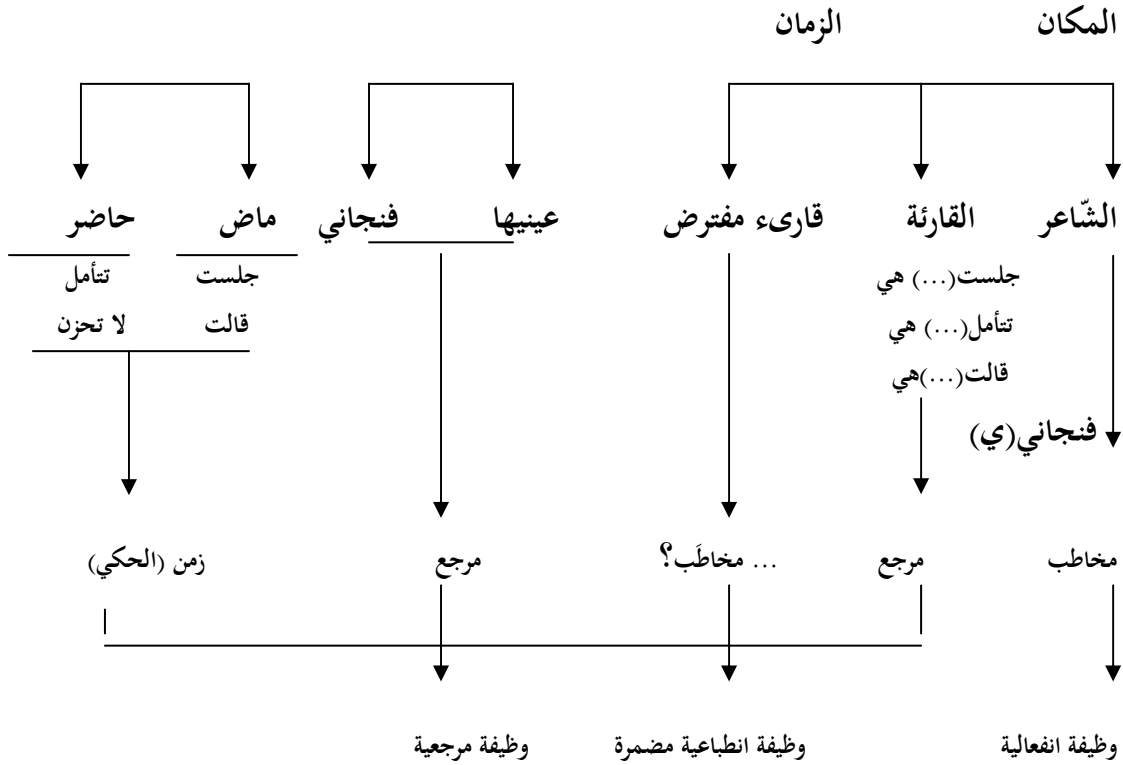 المكان الزمان
الشّاعر القارئة قارىء مفترض عينيها فنجاني ماض حاضر
جلست(...) هي جلست تتأمل
تتأمل(...) هي قالت لا تحزن
قالت(...)هي
فنجاني(ي)
مخاطب مرجع ... مخاطَب؟ مرجع زمن (الحكي)
وظيفة انفعالية وظيفة انطباعية مضمرة وظيفة مرجعية